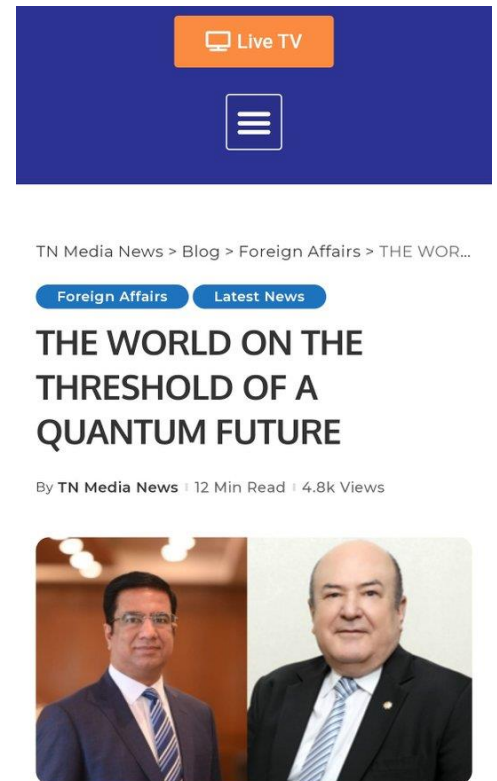 Live TV
TN Media News > Blog > Foreign Affairs > THE WOR...
Foreign Affairs Latest News
THE WORLD ON THE
THRESHOLD OF A
QUANTUM FUTURE
By TN Media News 12 Min Read 4.8k Views